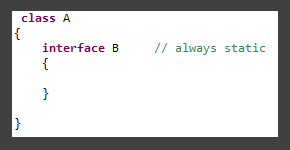 class A
{
interface B // always static
{
}
}